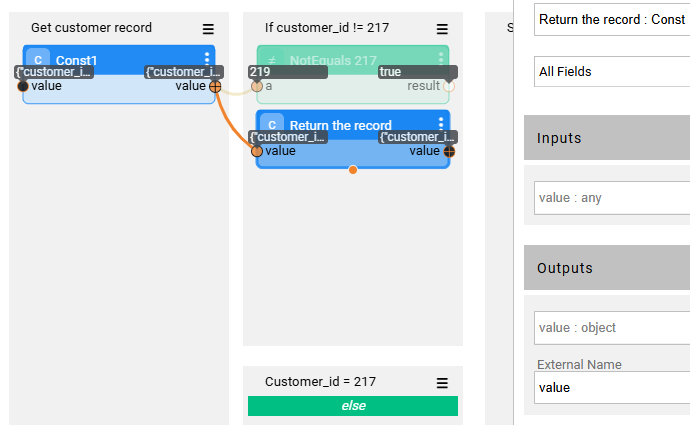 Get customer record
C Const1
{"customer_i...
{"customer_i...
value
value
If customer_id != 217
≠ NotEquals 217
219
true
a
result
C Return the record
{"customer_i...
{"customer_i...
value
value
Customer_id = 217
else
S
Return the record : Const
All Fields
Inputs
value : any
Outputs
value : object
External Name
value